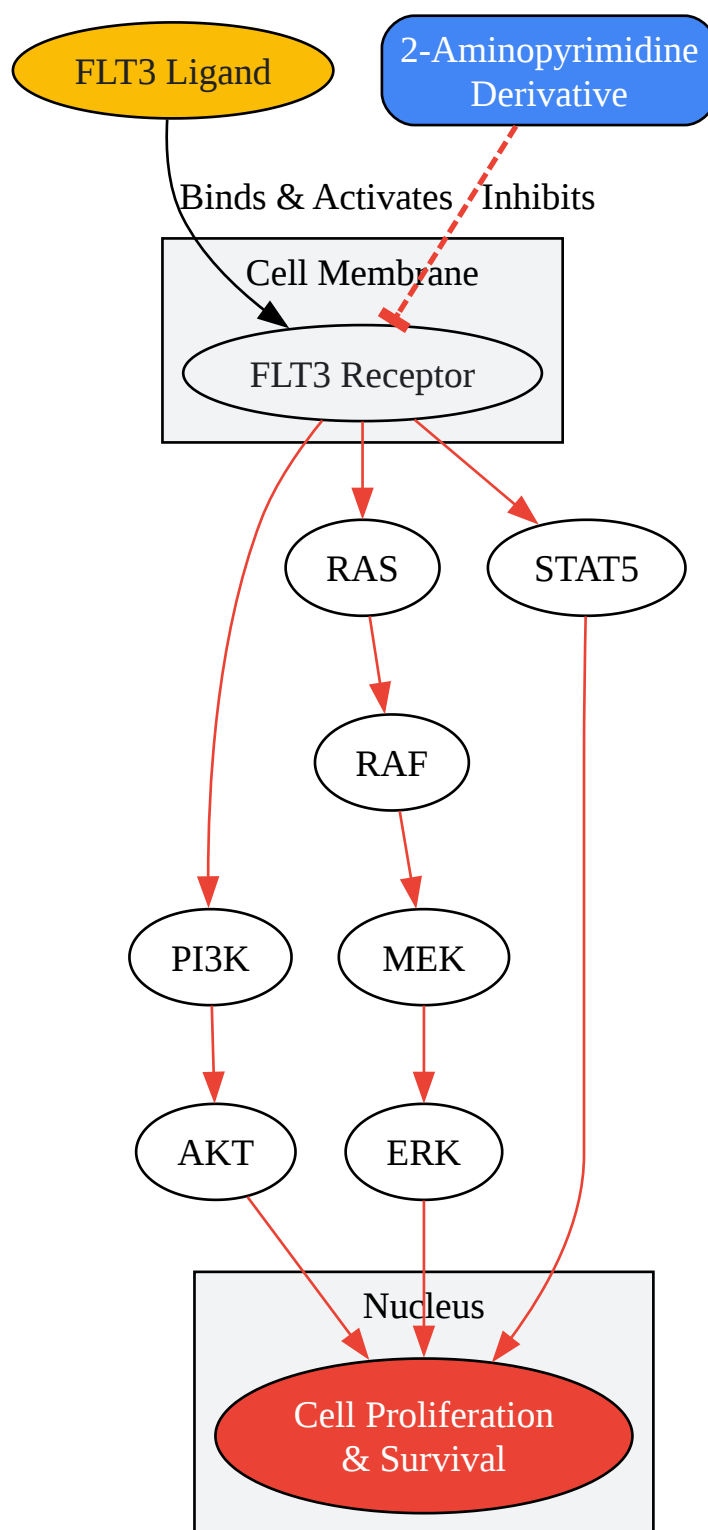 FLT3 Ligand
2-Aminopyrimidine
Derivative
Binds & Activates
Inhibits
Cell Membrane
FLT3 Receptor
RAS
STAT5
RAF
PI3K
MEK
AKT
ERK
Nucleus
Cell Proliferation
& Survival